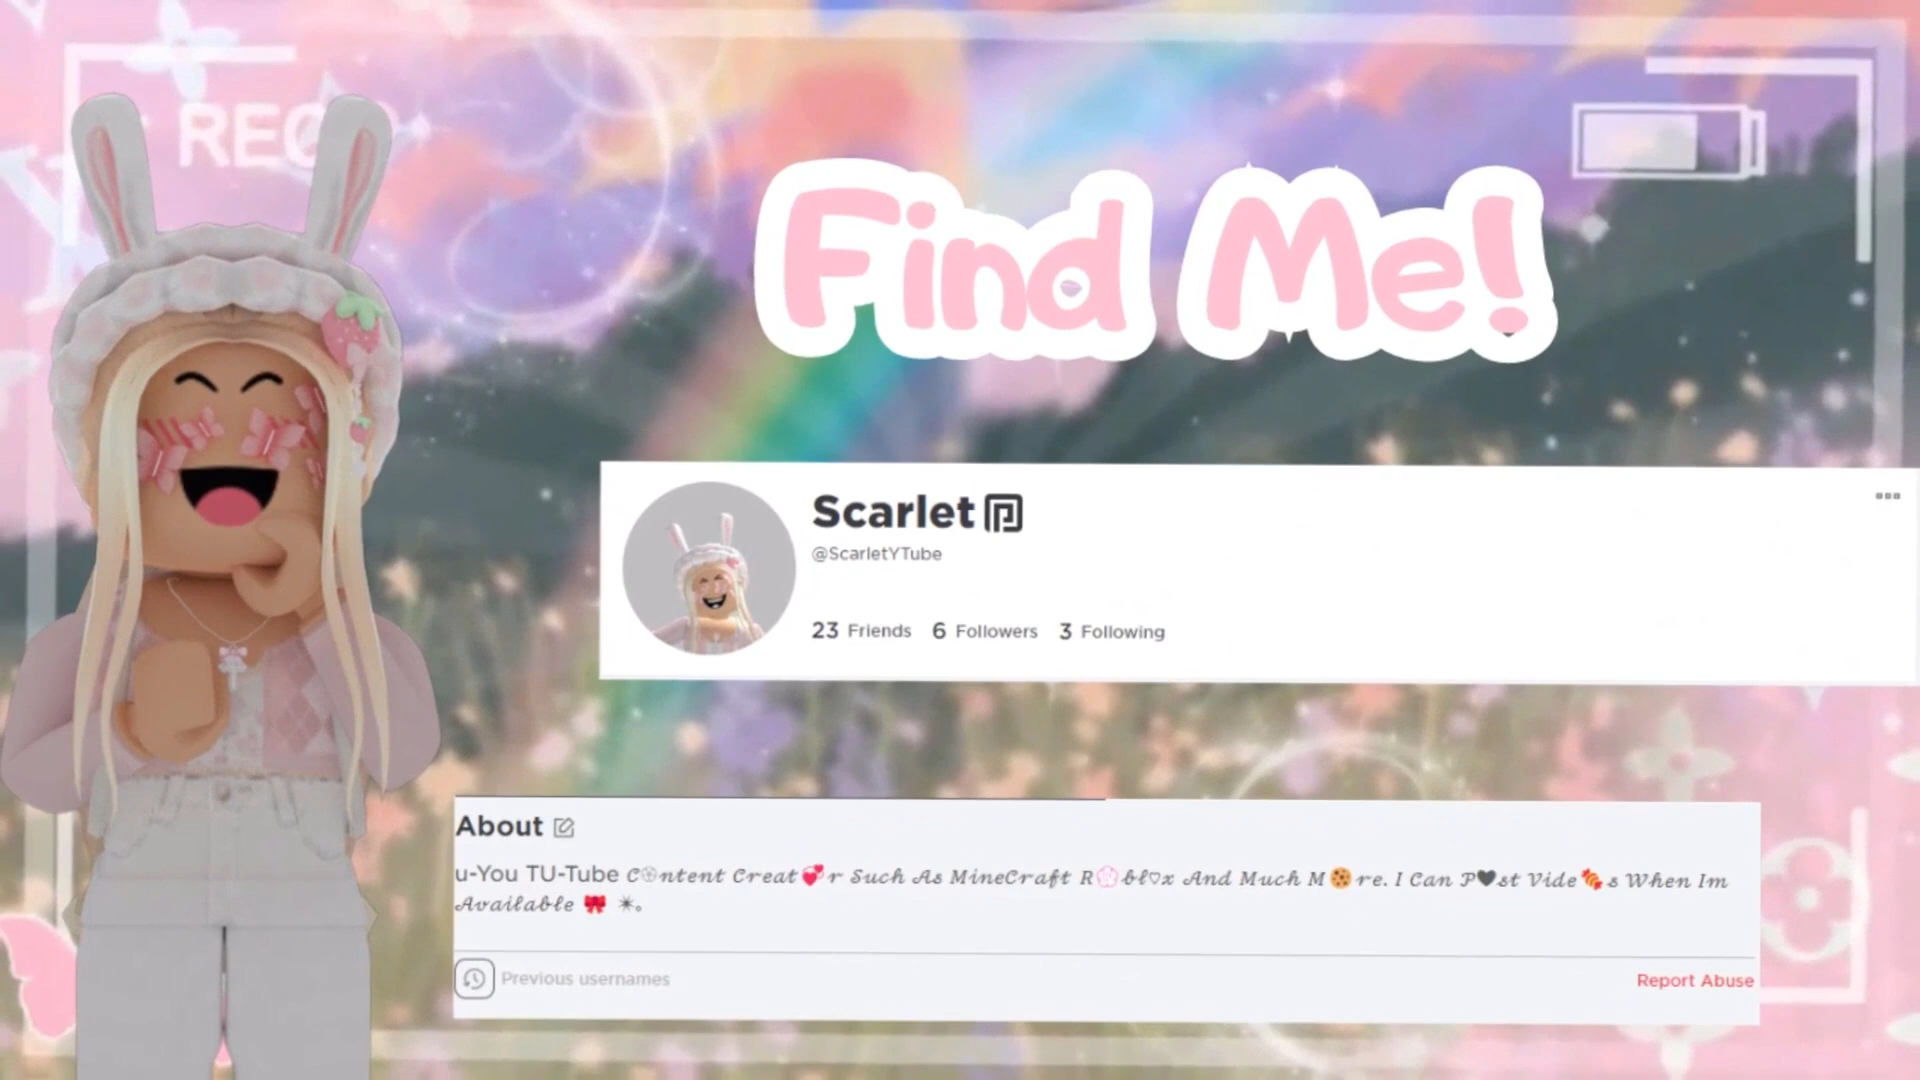 REC
Find Me!
Scarlet
@ScarletYTube
23 Friends 6 Followers 3 Following
About
u-You TU-Tube 𝓒🏵ntent 𝓒reat💞r 𝓢uch 𝓐s 𝓜ine𝓒raft 𝓡💮bl♡x 𝓐nd 𝓜uch 𝓜🍪re. I 𝓒an 𝓟🖤st 𝓥ide🍖s 𝓦hen Im
𝓐vailable 🎀 ✴。
Previous usernames
Report Abuse